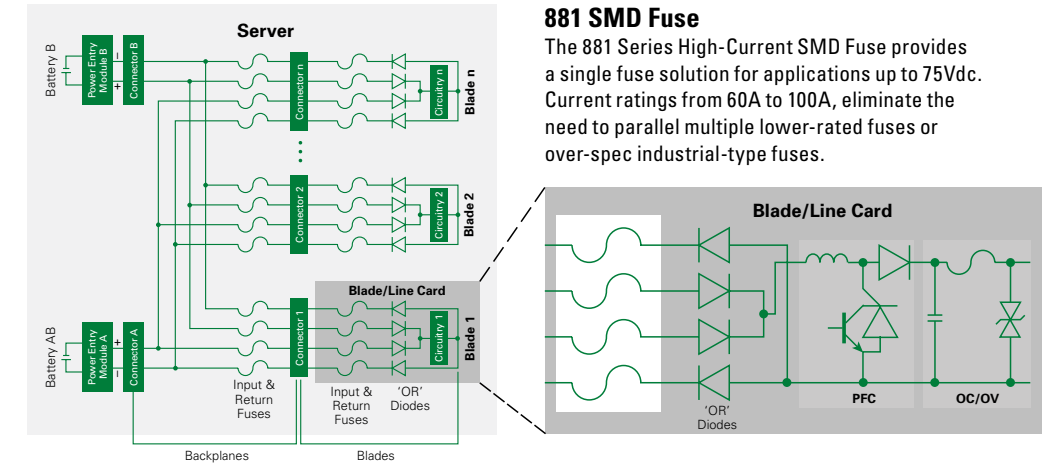 Server
Battery B
Power Entry
Module B
–
+
Connector B
Connector n
Circuitry n
Blade n
Connector 2
Circuitry 2
Blade 2
Battery AB
Power Entry
Module A
+
–
Connector A
Connector 1
Blade/Line Card
Circuitry 1
Blade 1
Input &
Return
Fuses
Input &
Return
Fuses
'OR'
Diodes
Backplanes
Blades
881 SMD Fuse
The 881 Series High-Current SMD Fuse provides
a single fuse solution for applications up to 75Vdc.
Current ratings from 60A to 100A, eliminate the
need to parallel multiple lower-rated fuses or
over-spec industrial-type fuses.
Blade/Line Card
'OR'
Diodes
PFC
OC/OV